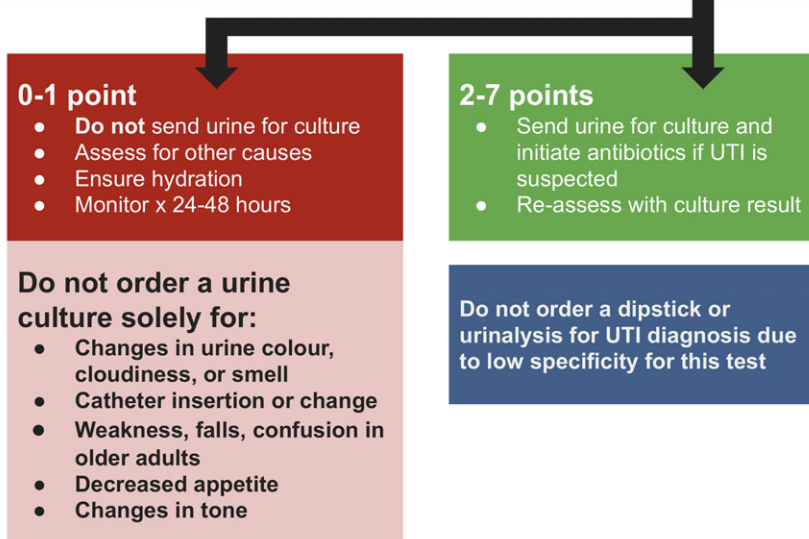 0-1 point
● Do not send urine for culture
● Assess for other causes
● Ensure hydration
● Monitor x 24-48 hours
Do not order a urine
culture solely for:
● Changes in urine colour,
cloudiness, or smell
● Catheter insertion or change
● Weakness, falls, confusion in
older adults
● Decreased appetite
● Changes in tone
2-7 points
● Send urine for culture and
initiate antibiotics if UTI is
suspected
● Re-assess with culture result
Do not order a dipstick or
urinalysis for UTI diagnosis due
to low specificity for this test